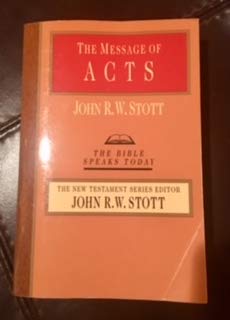 THE MESSAGE OF
ACTS
JOHN R.W. STOTT
THE BIBLE
SPEAKS TODAY
THE NEW TESTAMENT SERIES EDITOR
JOHN R.W. STOTT